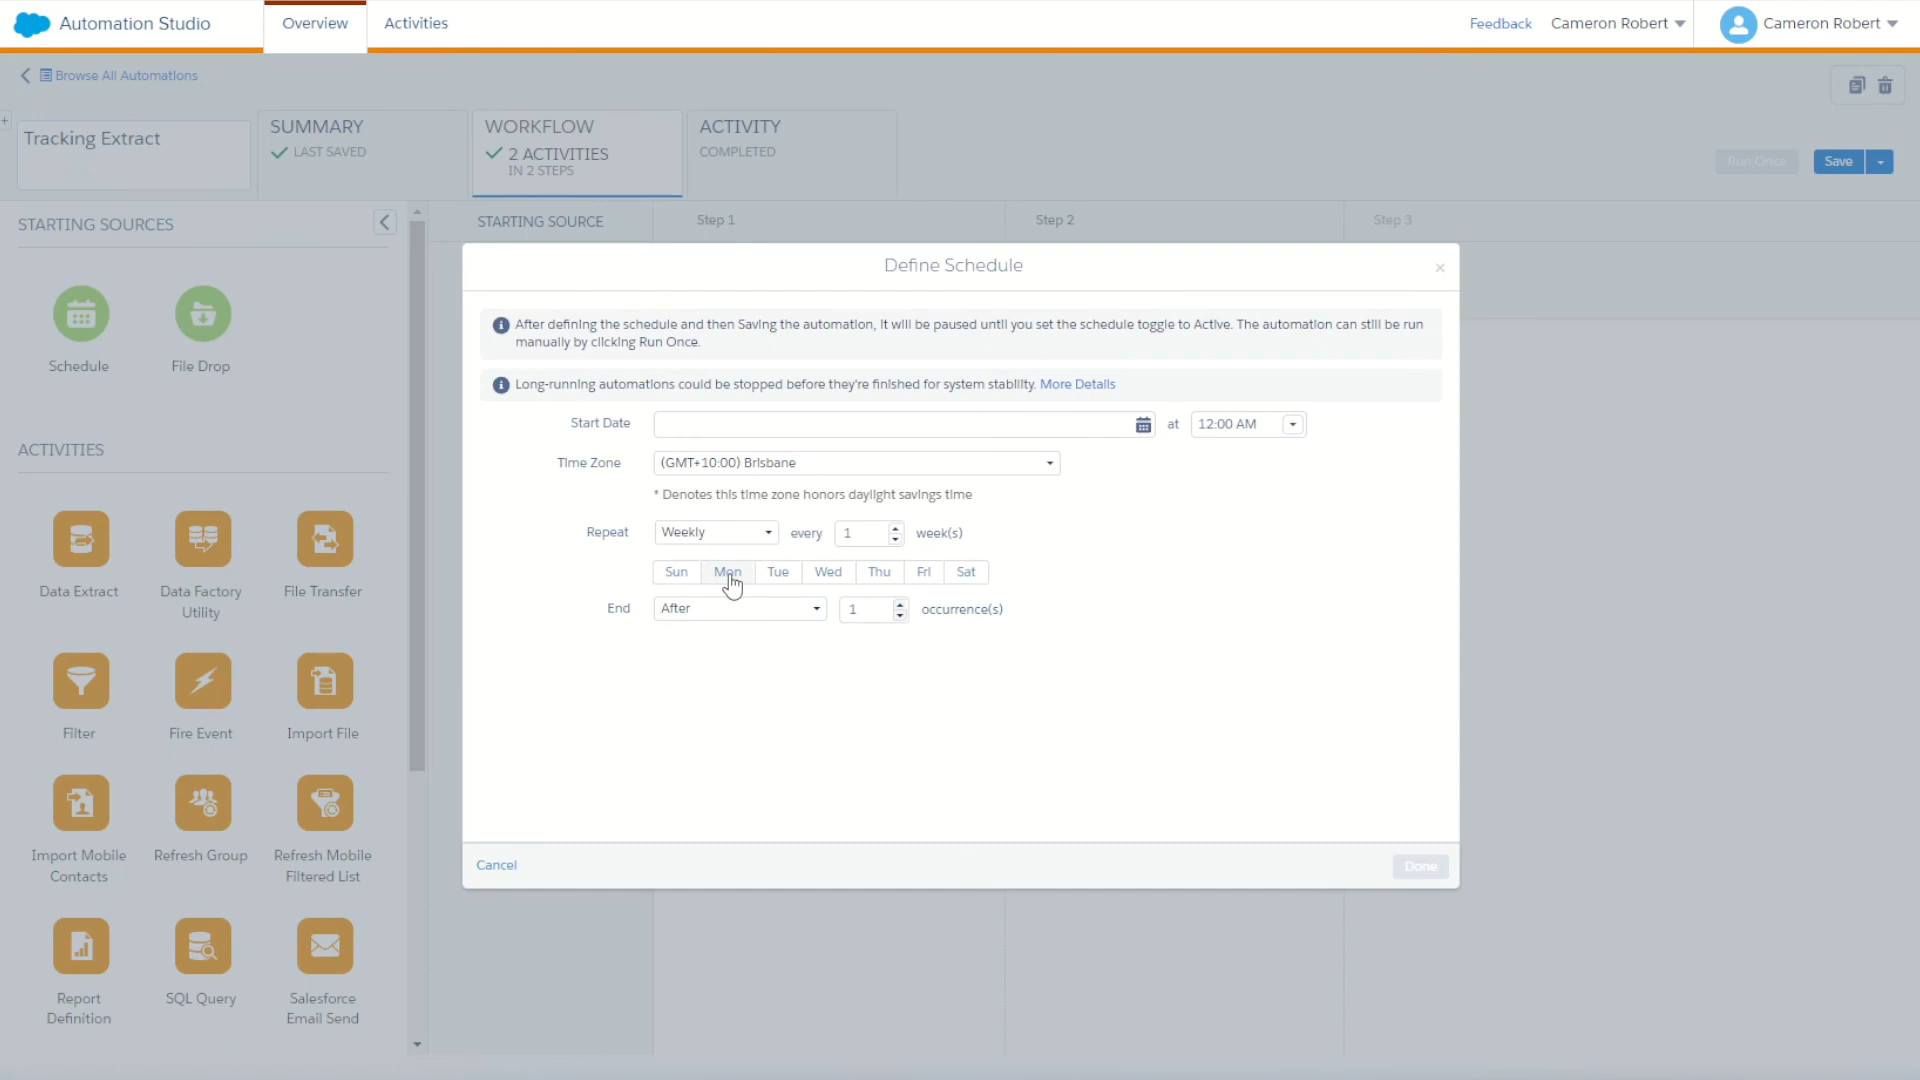 Automation Studio
Overview
Activities
Feedback
Cameron Robert
Cameron Robert
Browse All Automations
+
Tracking Extract
SUMMARY
LAST SAVED
WORKFLOW
2 ACTIVITIES
IN 2 STEPS
ACTIVITY
COMPLETED
Run Once
Save
STARTING SOURCES
Schedule
File Drop
ACTIVITIES
Data Extract
Data Factory
Utility
File Transfer
Filter
Fire Event
Import File
Import Mobile
Contacts
Refresh Group
Refresh Mobile
Filtered List
Report
Definition
SQL Query
Salesforce
Email Send
STARTING SOURCE
Step 1
Step 2
Step 3
Define Schedule
×
After defining the schedule and then Saving the automation, it will be paused until you set the schedule toggle to Active. The automation can still be run
manually by clicking Run Once.
Long-running automations could be stopped before they're finished for system stability. More Details
Start Date
at
12:00 AM
Time Zone
(GMT+10:00) Brisbane
* Denotes this time zone honors daylight savings time
Repeat
Weekly
every
1
week(s)
Sun
Mon
Tue
Wed
Thu
Fri
Sat
End
After
1
occurrence(s)
Cancel
Done